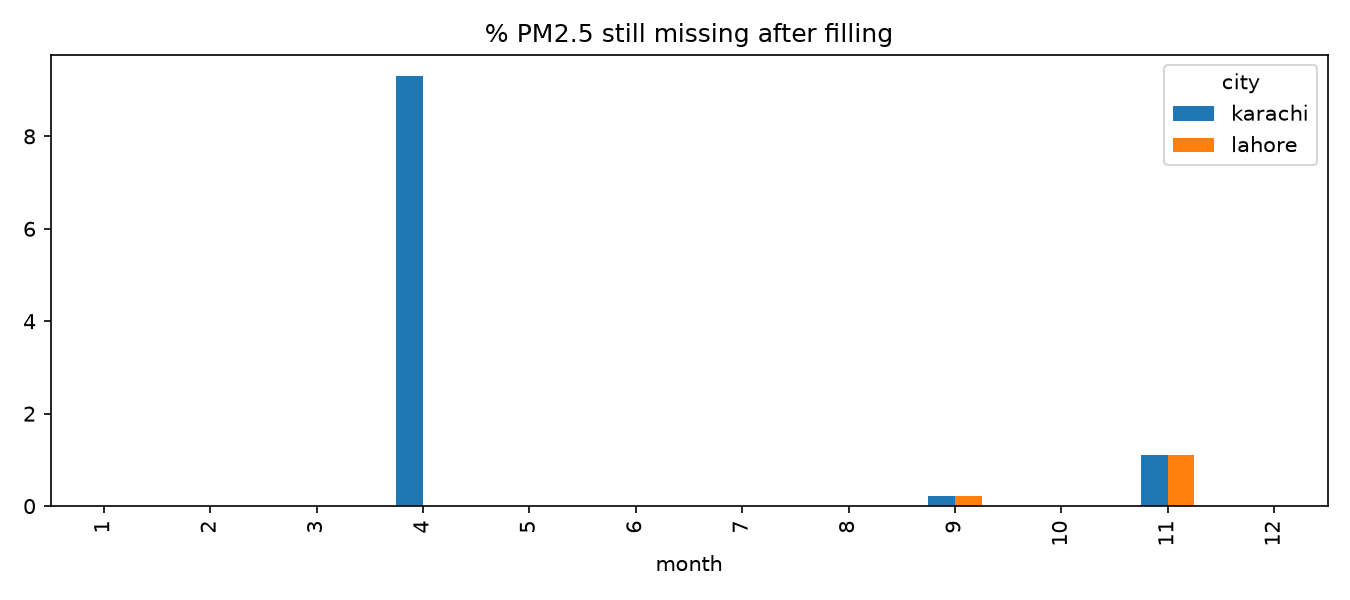 % PM2.5 still missing after filling
city
karachi
lahore
8
6
4
2
0
1 2 3 4 5 6 7 8 9 10 11 12
month